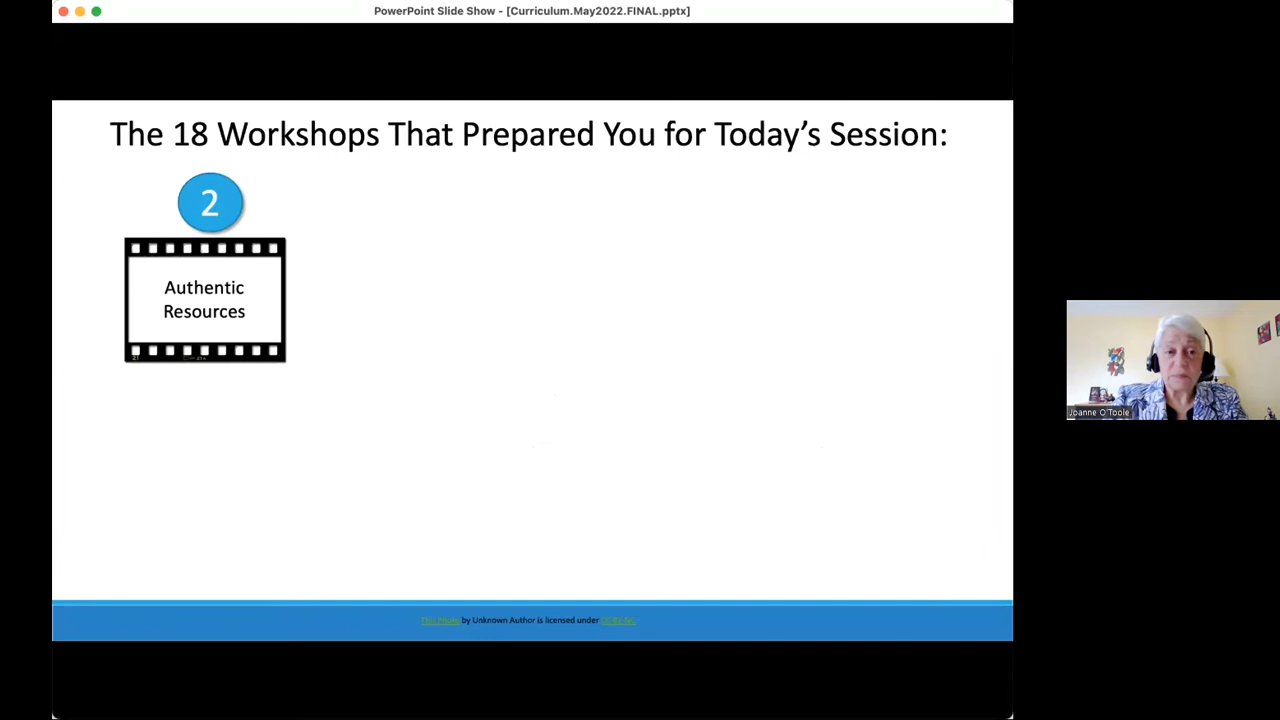 PowerPoint Slide Show - [Curriculum.May2022.FINAL.pptx]
The 18 Workshops That Prepared You for Today's Session:
2
Authentic
Resources
by Unknown Author is licensed under
Joanne O'Toole